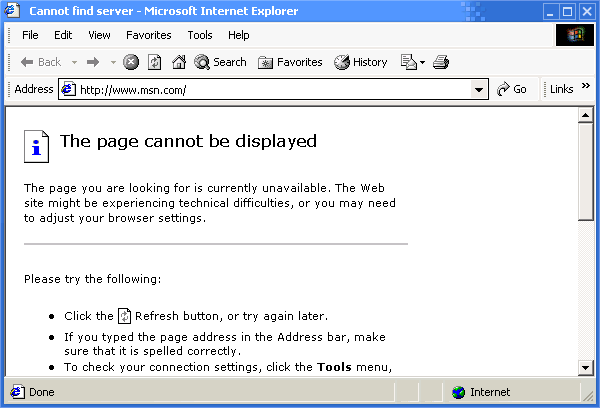 Cannot find server - Microsoft Internet Explorer
File Edit View Favorites Tools Help
Back Search Favorites History
Address http://www.msn.com/ Go Links »
The page cannot be displayed
The page you are looking for is currently unavailable. The Web
site might be experiencing technical difficulties, or you may need
to adjust your browser settings.
Please try the following:
• Click the Refresh button, or try again later.
• If you typed the page address in the Address bar, make
sure that it is spelled correctly.
• To check your connection settings, click the Tools menu,
Done Internet